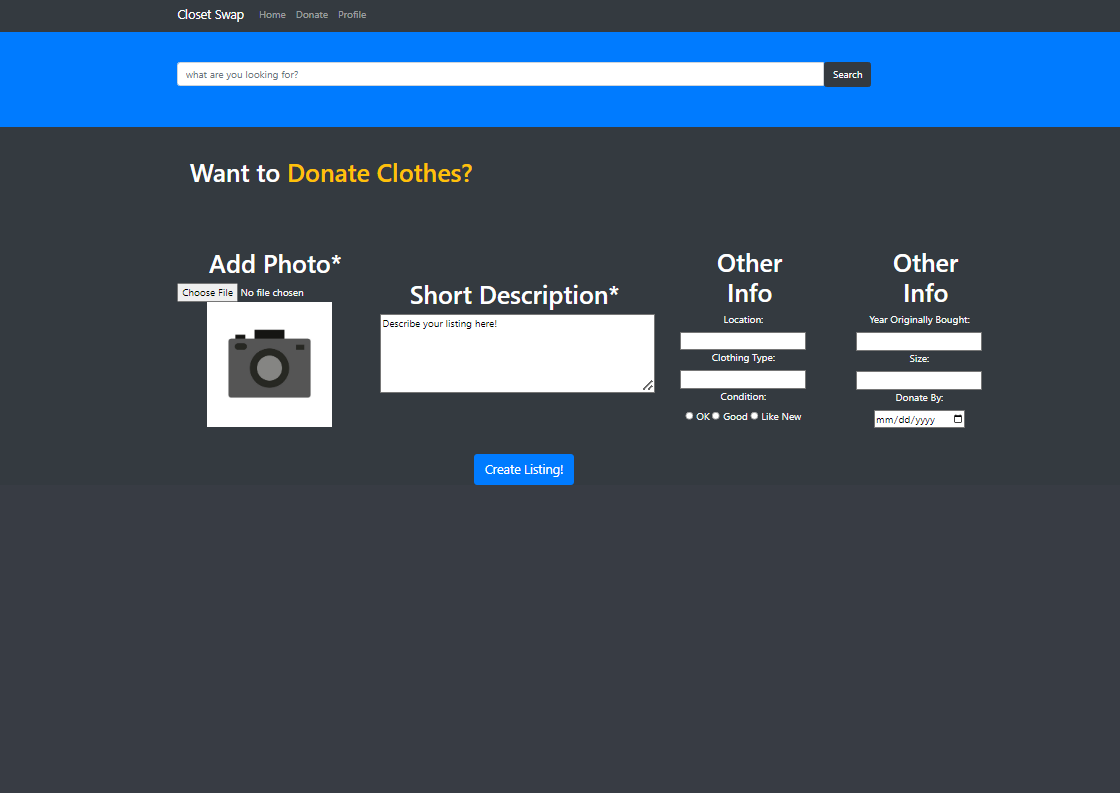 Closet Swap Home Donate Profile
what are you looking for? Search
Want to Donate Clothes?
Add Photo*
Choose File No file chosen
Short Description*
Describe your listing here!
Other
Info
Location:
Clothing Type:
Condition:
OK Good Like New
Other
Info
Year Originally Bought:
Size:
Donate By:
mm/dd/yyyy
Create Listing!